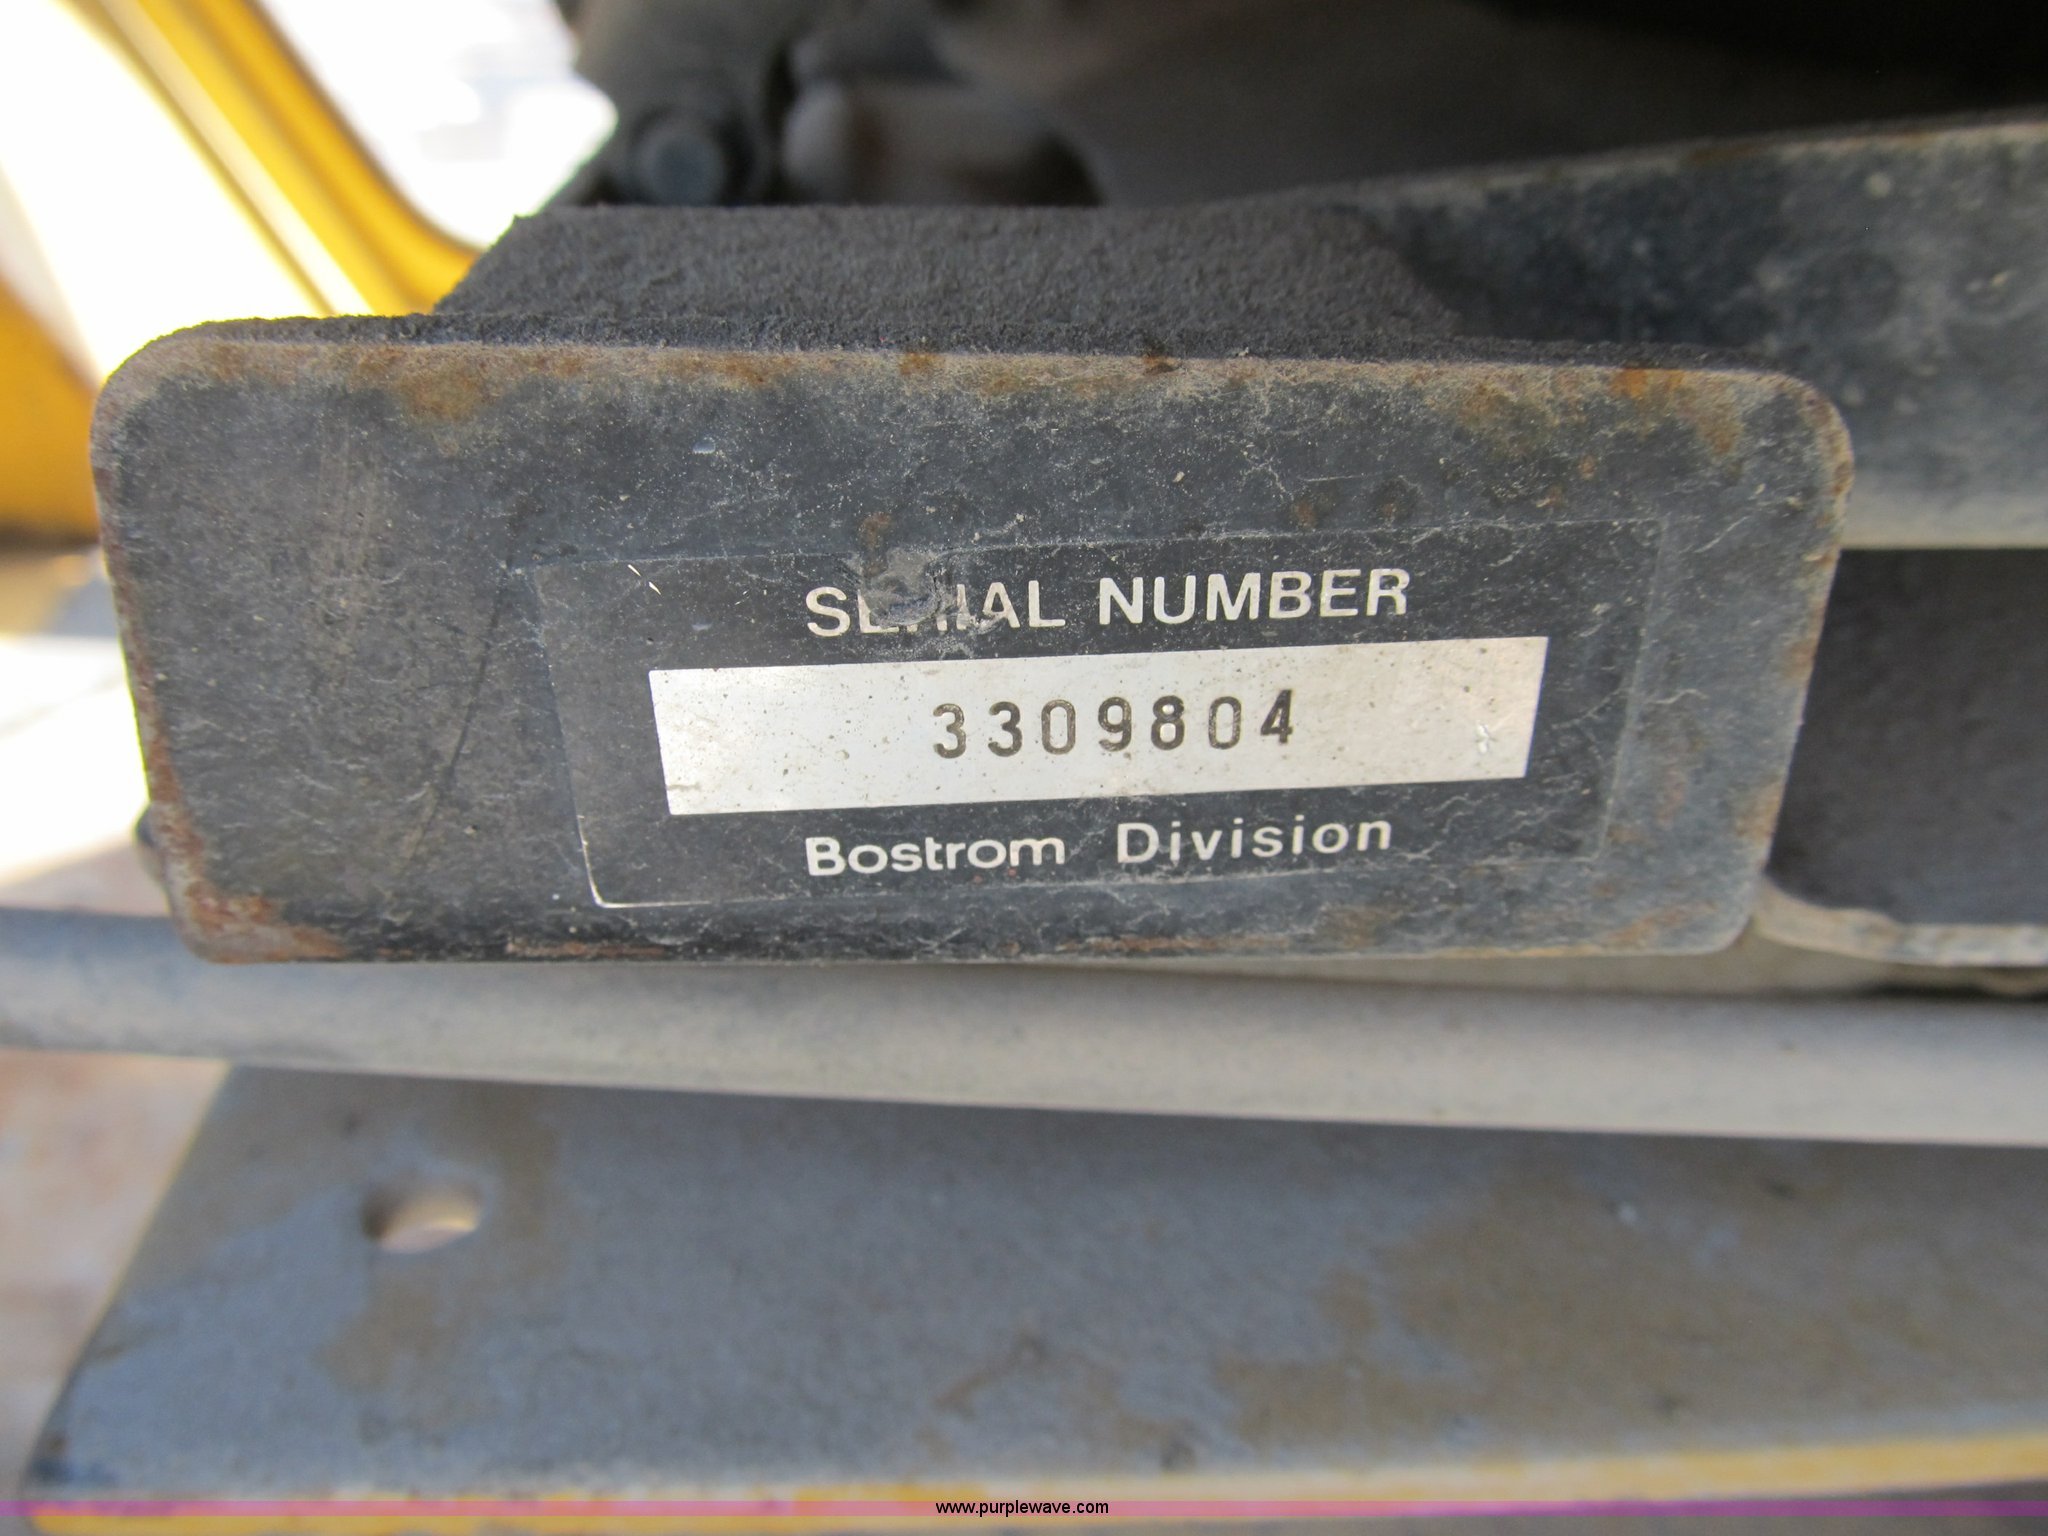 SERIAL NUMBER
3309804
Bostrom Division
www.purplewave.com